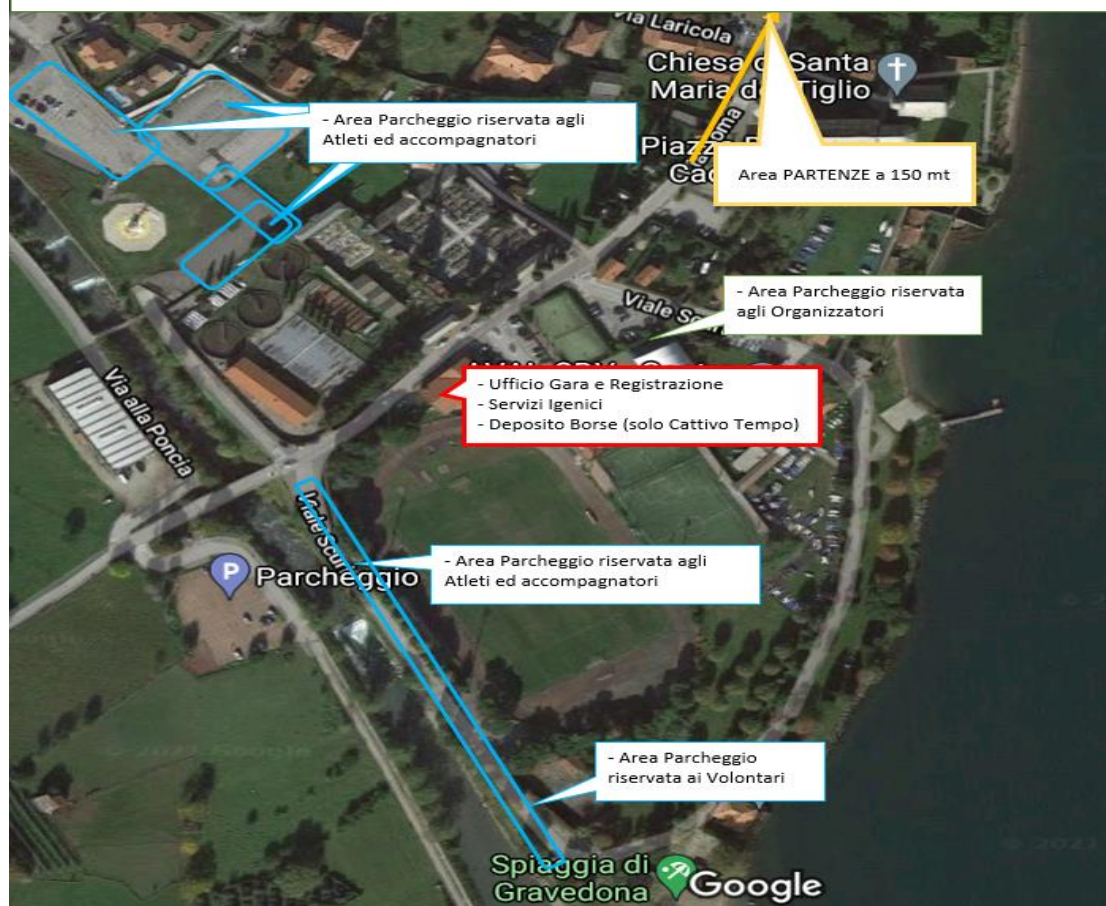 Via Laricola
Chiesa di Santa
Maria del Tiglio
- Area Parcheggio riservata agli
Atleti ed accompagnatori
Area PARTENZE a 150 mt
- Area Parcheggio riservata
agli Organizzatori
- Ufficio Gara e Registrazione
- Servizi Igenici
- Deposito Borse (solo Cattivo Tempo)
Via alla Poncia
P Parcheggio
- Area Parcheggio riservata agli
Atleti ed accompagnatori
- Area Parcheggio
riservata ai Volontari
Spiaggia di
Gravedona
Google